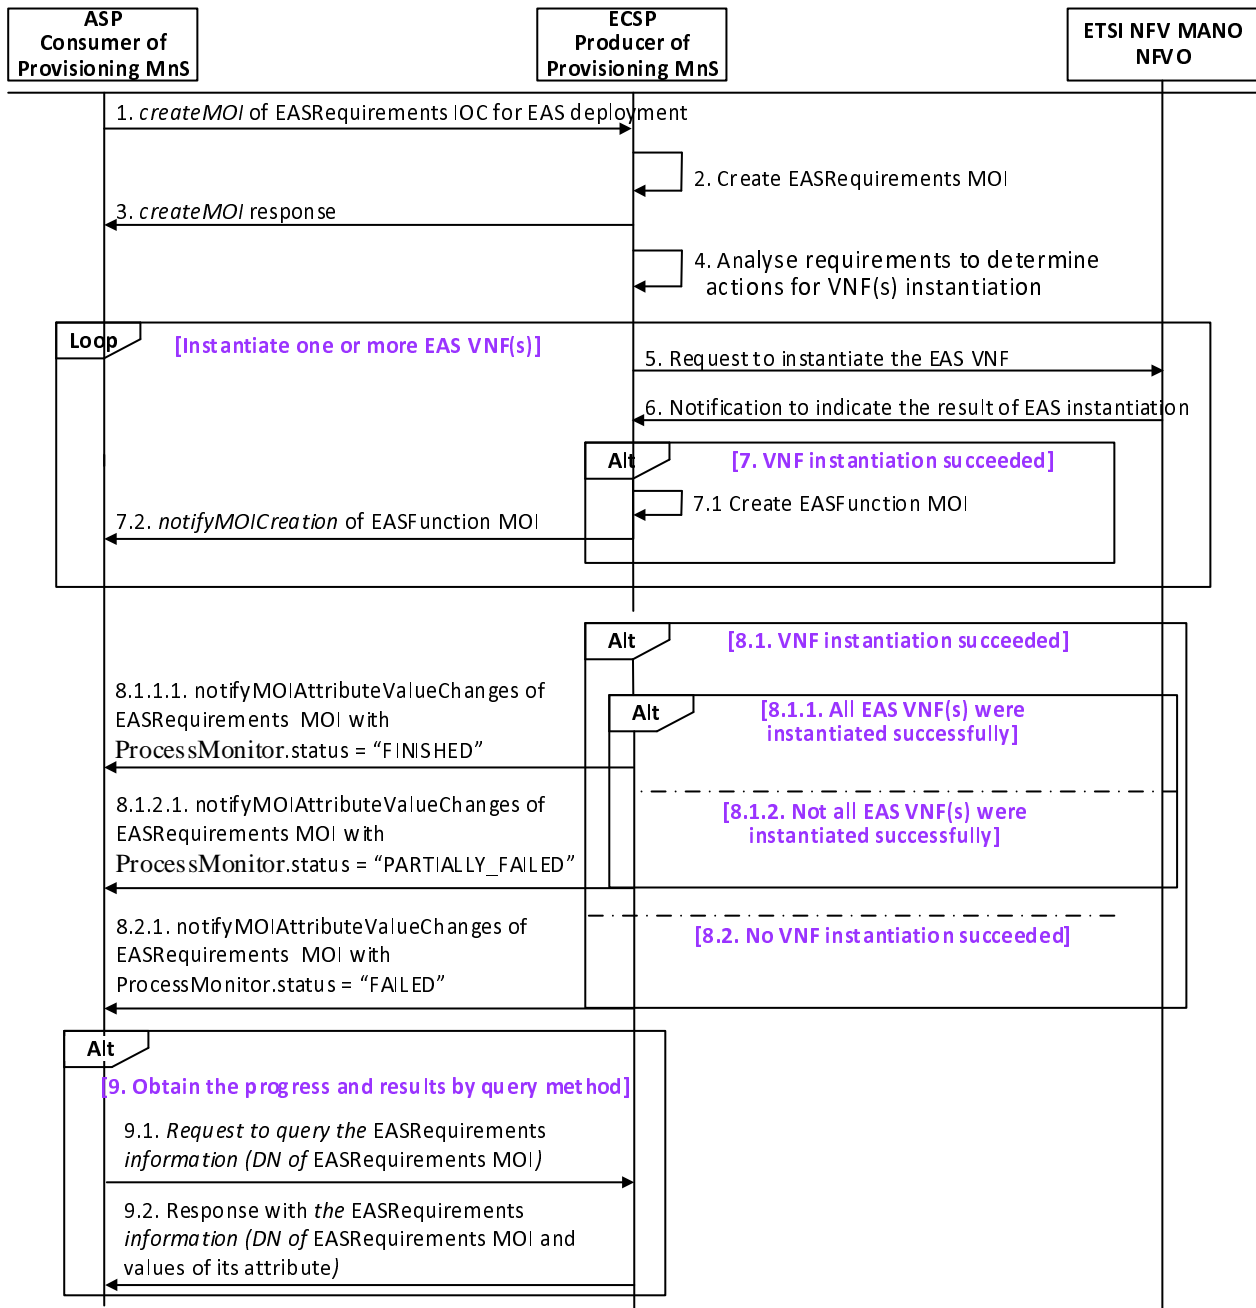 ASP
Consumer of
Provisioning MnS
ECSP
Producer of
Provisioning MnS
ETSI NFV MANO
NFVO
1. createMOI of EASRequirements IOC for EAS deployment
2. Create EASRequirements MOI
3. createMOI response
4. Analyse requirements to determine
actions for VNF(s) instantiation
Loop
[Instantiate one or more EAS VNF(s)]
5. Request to instantiate the EAS VNF
6. Notification to indicate the result of EAS instantiation
Alt
[7. VNF instantiation succeeded]
7.1 Create EASFunction MOI
7.2. notifyMOICreation of EASFunction MOI
Alt
[8.1. VNF instantiation succeeded]
8.1.1.1. notifyMOIAttributeValueChanges of
EASRequirements MOI with
ProcessMonitor.status = “FINISHED”
Alt
[8.1.1. All EAS VNF(s) were
instantiated successfully]
8.1.2.1. notifyMOIAttributeValueChanges of
EASRequirements MOI with
ProcessMonitor.status = “PARTIALLY_FAILED”
[8.1.2. Not all EAS VNF(s) were
instantiated successfully]
8.2.1. notifyMOIAttributeValueChanges of
EASRequirements MOI with
ProcessMonitor.status = “FAILED”
[8.2. No VNF instantiation succeeded]
Alt
[9. Obtain the progress and results by query method]
9.1. Request to query the EASRequirements
information (DN of EASRequirements MOI)
9.2. Response with the EASRequirements
information (DN of EASRequirements MOI and
values of its attribute)